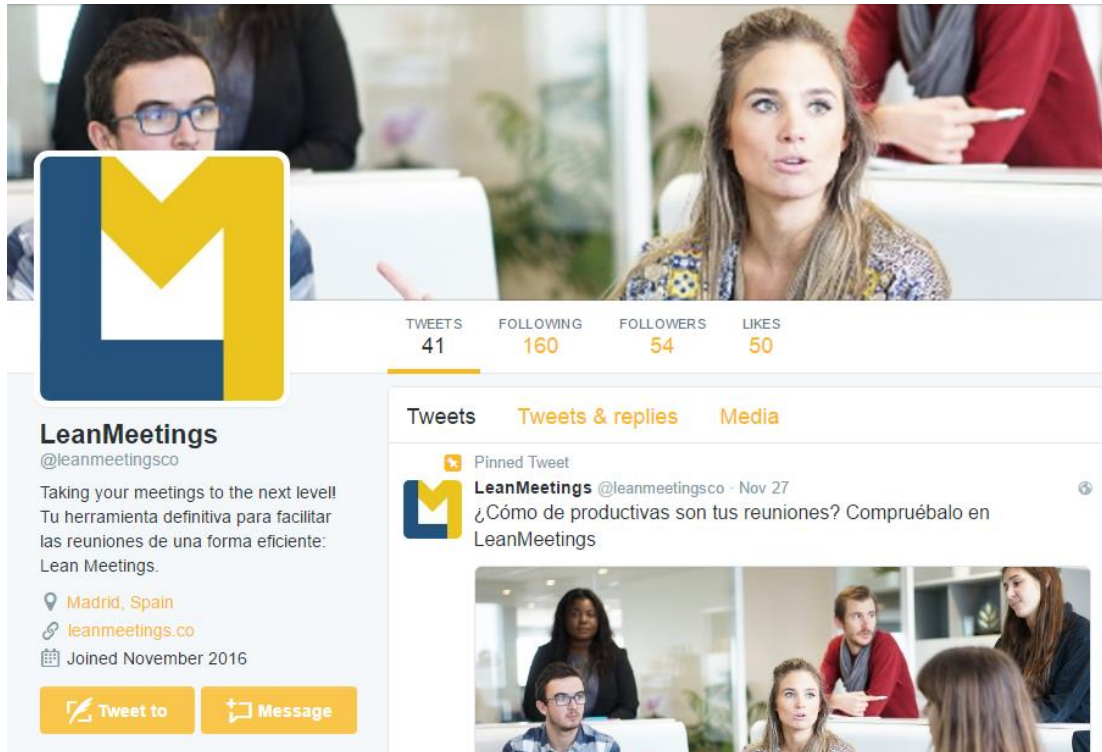 TWEETS
41
FOLLOWING
160
FOLLOWERS
54
LIKES
50
LeanMeetings
@leanmeetingsco
Taking your meetings to the next level!
Tu herramienta definitiva para facilitar
las reuniones de una forma eficiente:
Lean Meetings.
Madrid, Spain
leanmeetings.co
Joined November 2016
Tweet to
Message
Tweets
Tweets & replies
Media
Pinned Tweet
LeanMeetings @leanmeetingsco · Nov 27
¿Cómo de productivas son tus reuniones? Compruébalo en
LeanMeetings